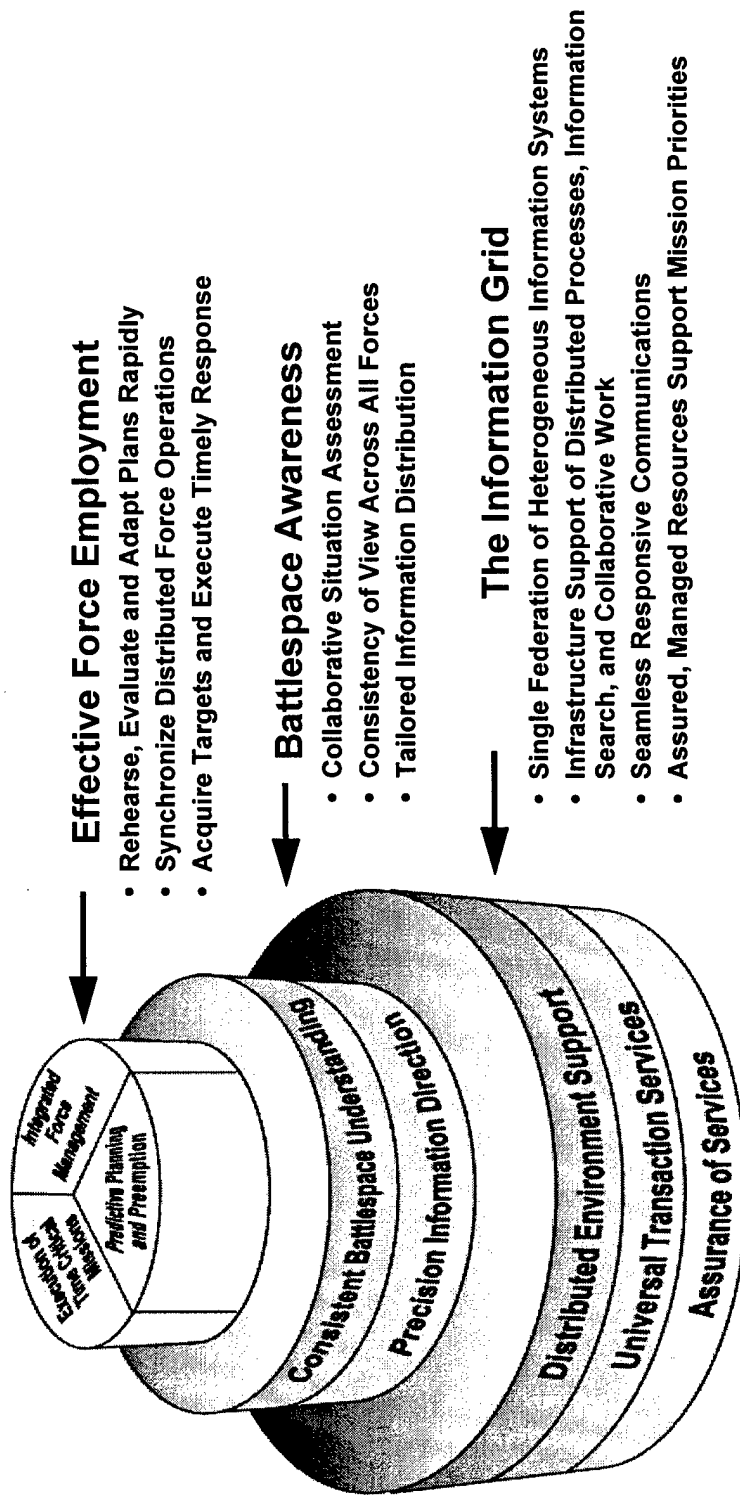 Execution of
Time Critical
Missions
Integrated
Force
Management
Predictive Planning
and Preemption
Consistent Battlespace Understanding
Precision Information Direction
Distributed Environment Support
Universal Transaction Services
Assurance of Services
Effective Force Employment
• Rehearse, Evaluate and Adapt Plans Rapidly
• Synchronize Distributed Force Operations
• Acquire Targets and Execute Timely Response
Battlespace Awareness
• Collaborative Situation Assessment
• Consistency of View Across All Forces
• Tailored Information Distribution
The Information Grid
• Single Federation of Heterogeneous Information Systems
• Infrastructure Support of Distributed Processes, Information
Search, and Collaborative Work
• Seamless Responsive Communications
• Assured, Managed Resources Support Mission Priorities